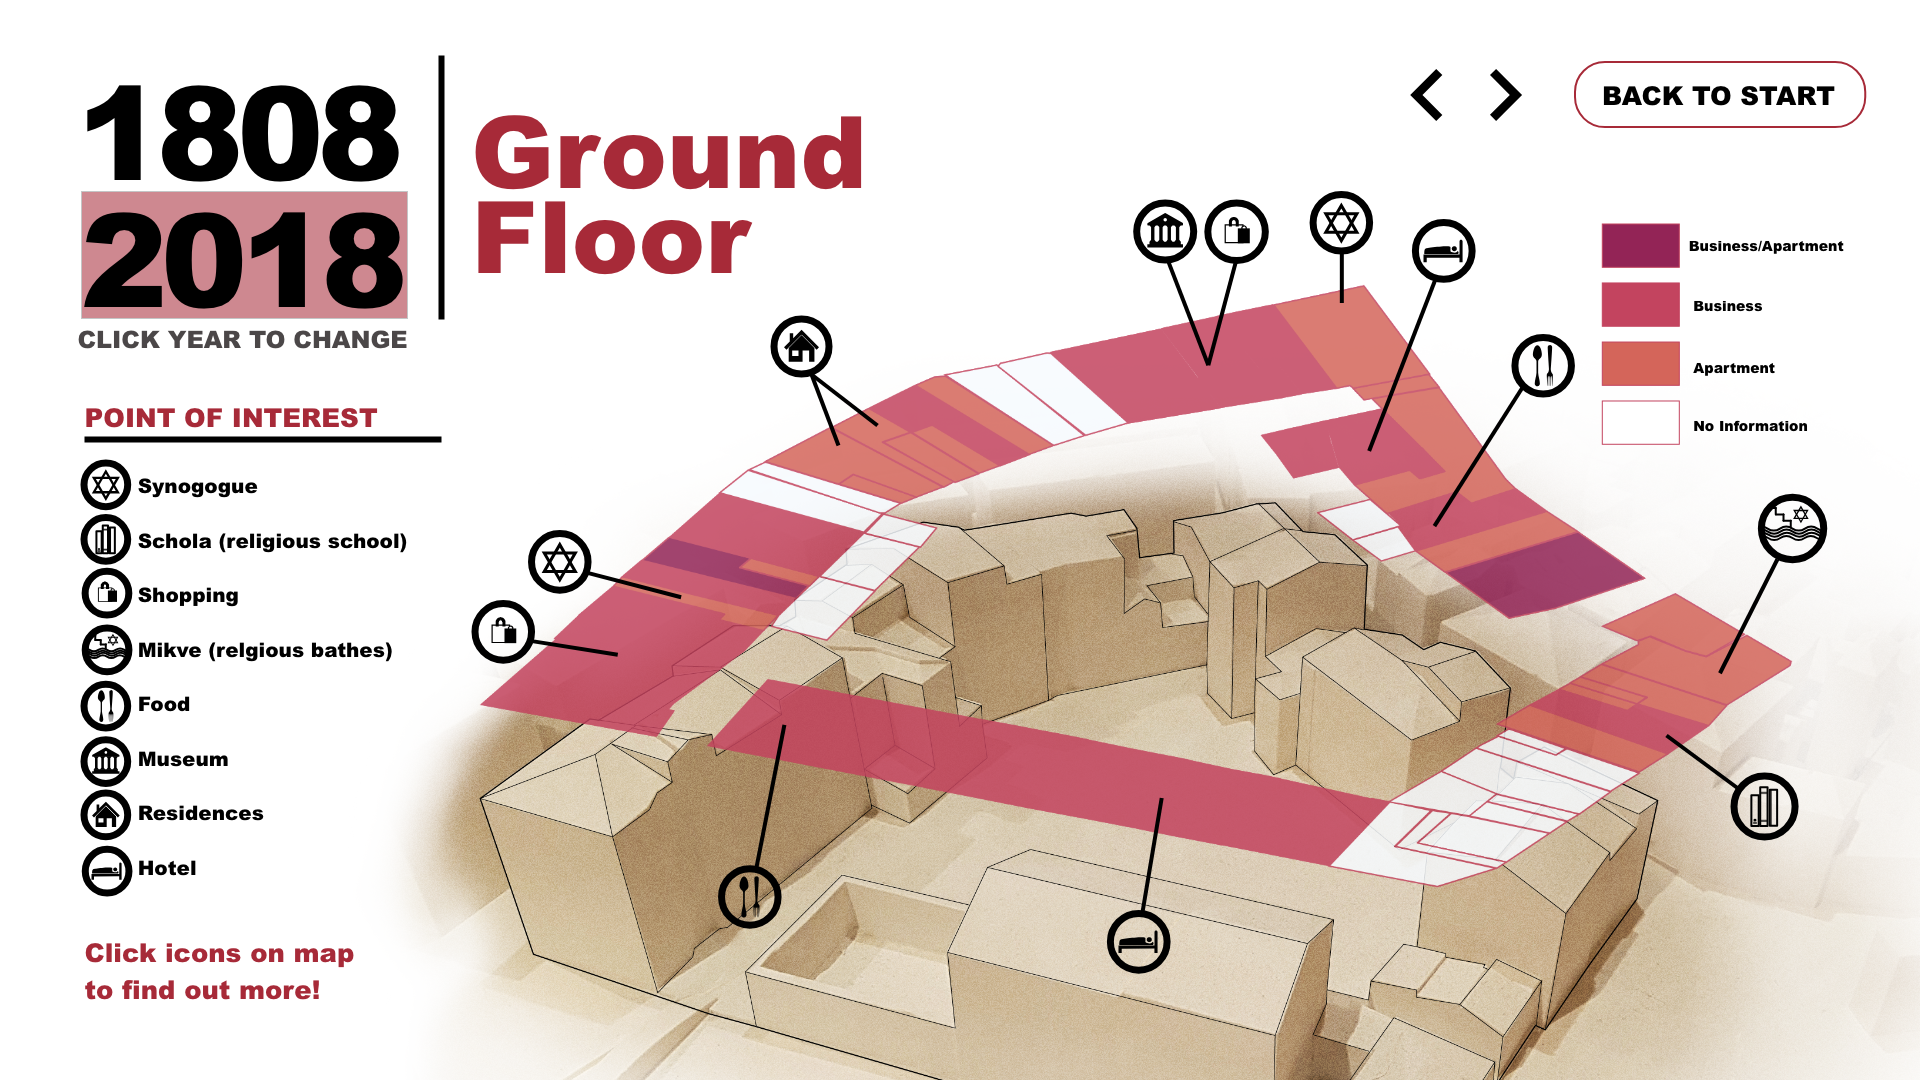 1808
2018
CLICK YEAR TO CHANGE
Ground
Floor
BACK TO START
Business/Apartment
Business
Apartment
No Information
POINT OF INTEREST
Synogogue
Schola (religious school)
Shopping
Mikve (relgious bathes)
Food
Museum
Residences
Hotel
Click icons on map
to find out more!